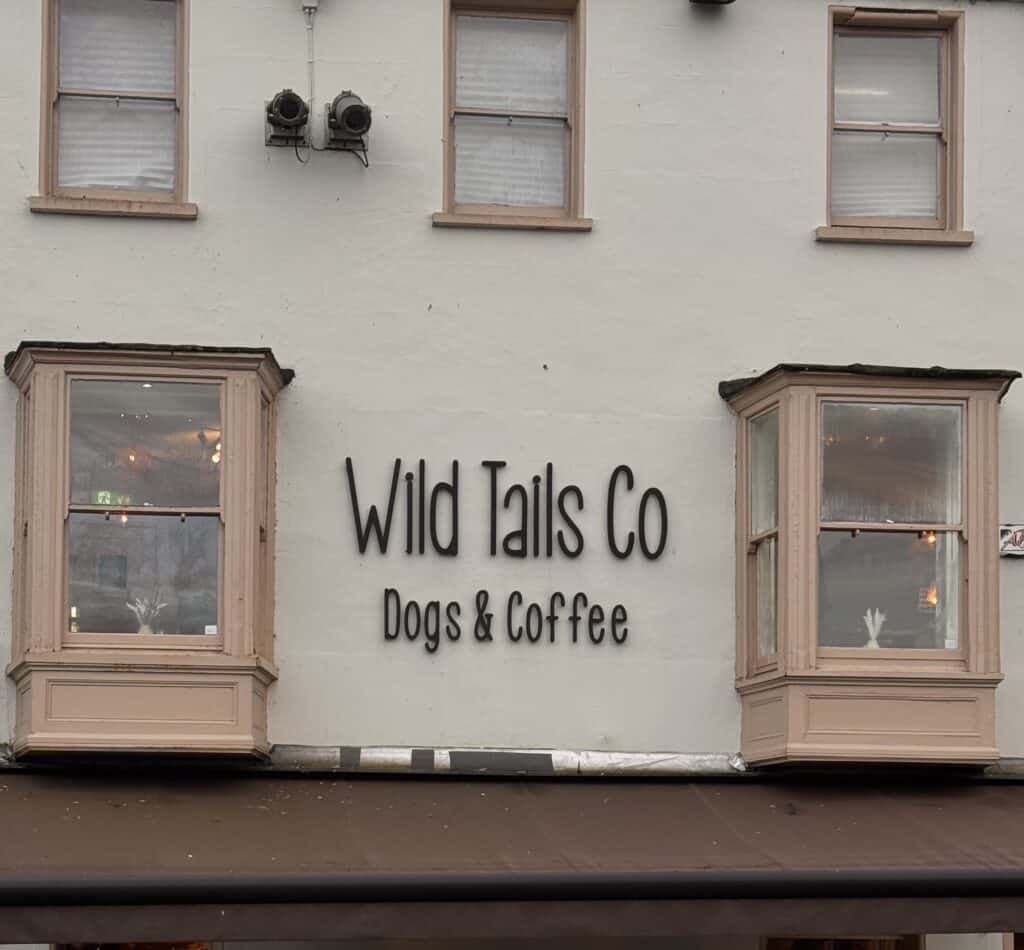 Wild Tails Co
Dogs & Coffee